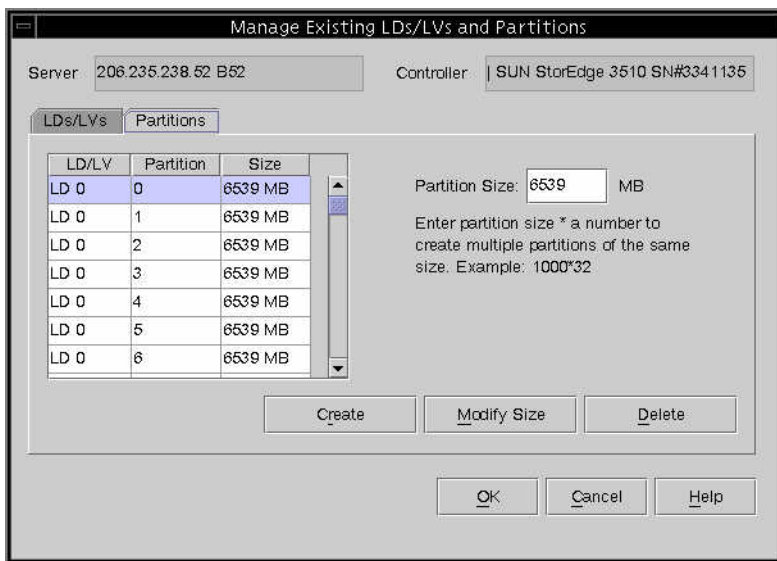 Manage Existing LDs/LVs and Partitions
Server 206.235.238.52 B52 Controller | SUN StorEdge 3510 SN#3341135
LDs/LVs Partitions
LD/LV Partition Size
LD 0 0 6539 MB
LD 0 1 6539 MB
LD 0 2 6539 MB
LD 0 3 6539 MB
LD 0 4 6539 MB
LD 0 5 6539 MB
LD 0 6 6539 MB
Partition Size: 6539 MB
Enter partition size * a number to
create multiple partitions of the same
size. Example: 1000*32
Create Modify Size Delete
OK Cancel Help